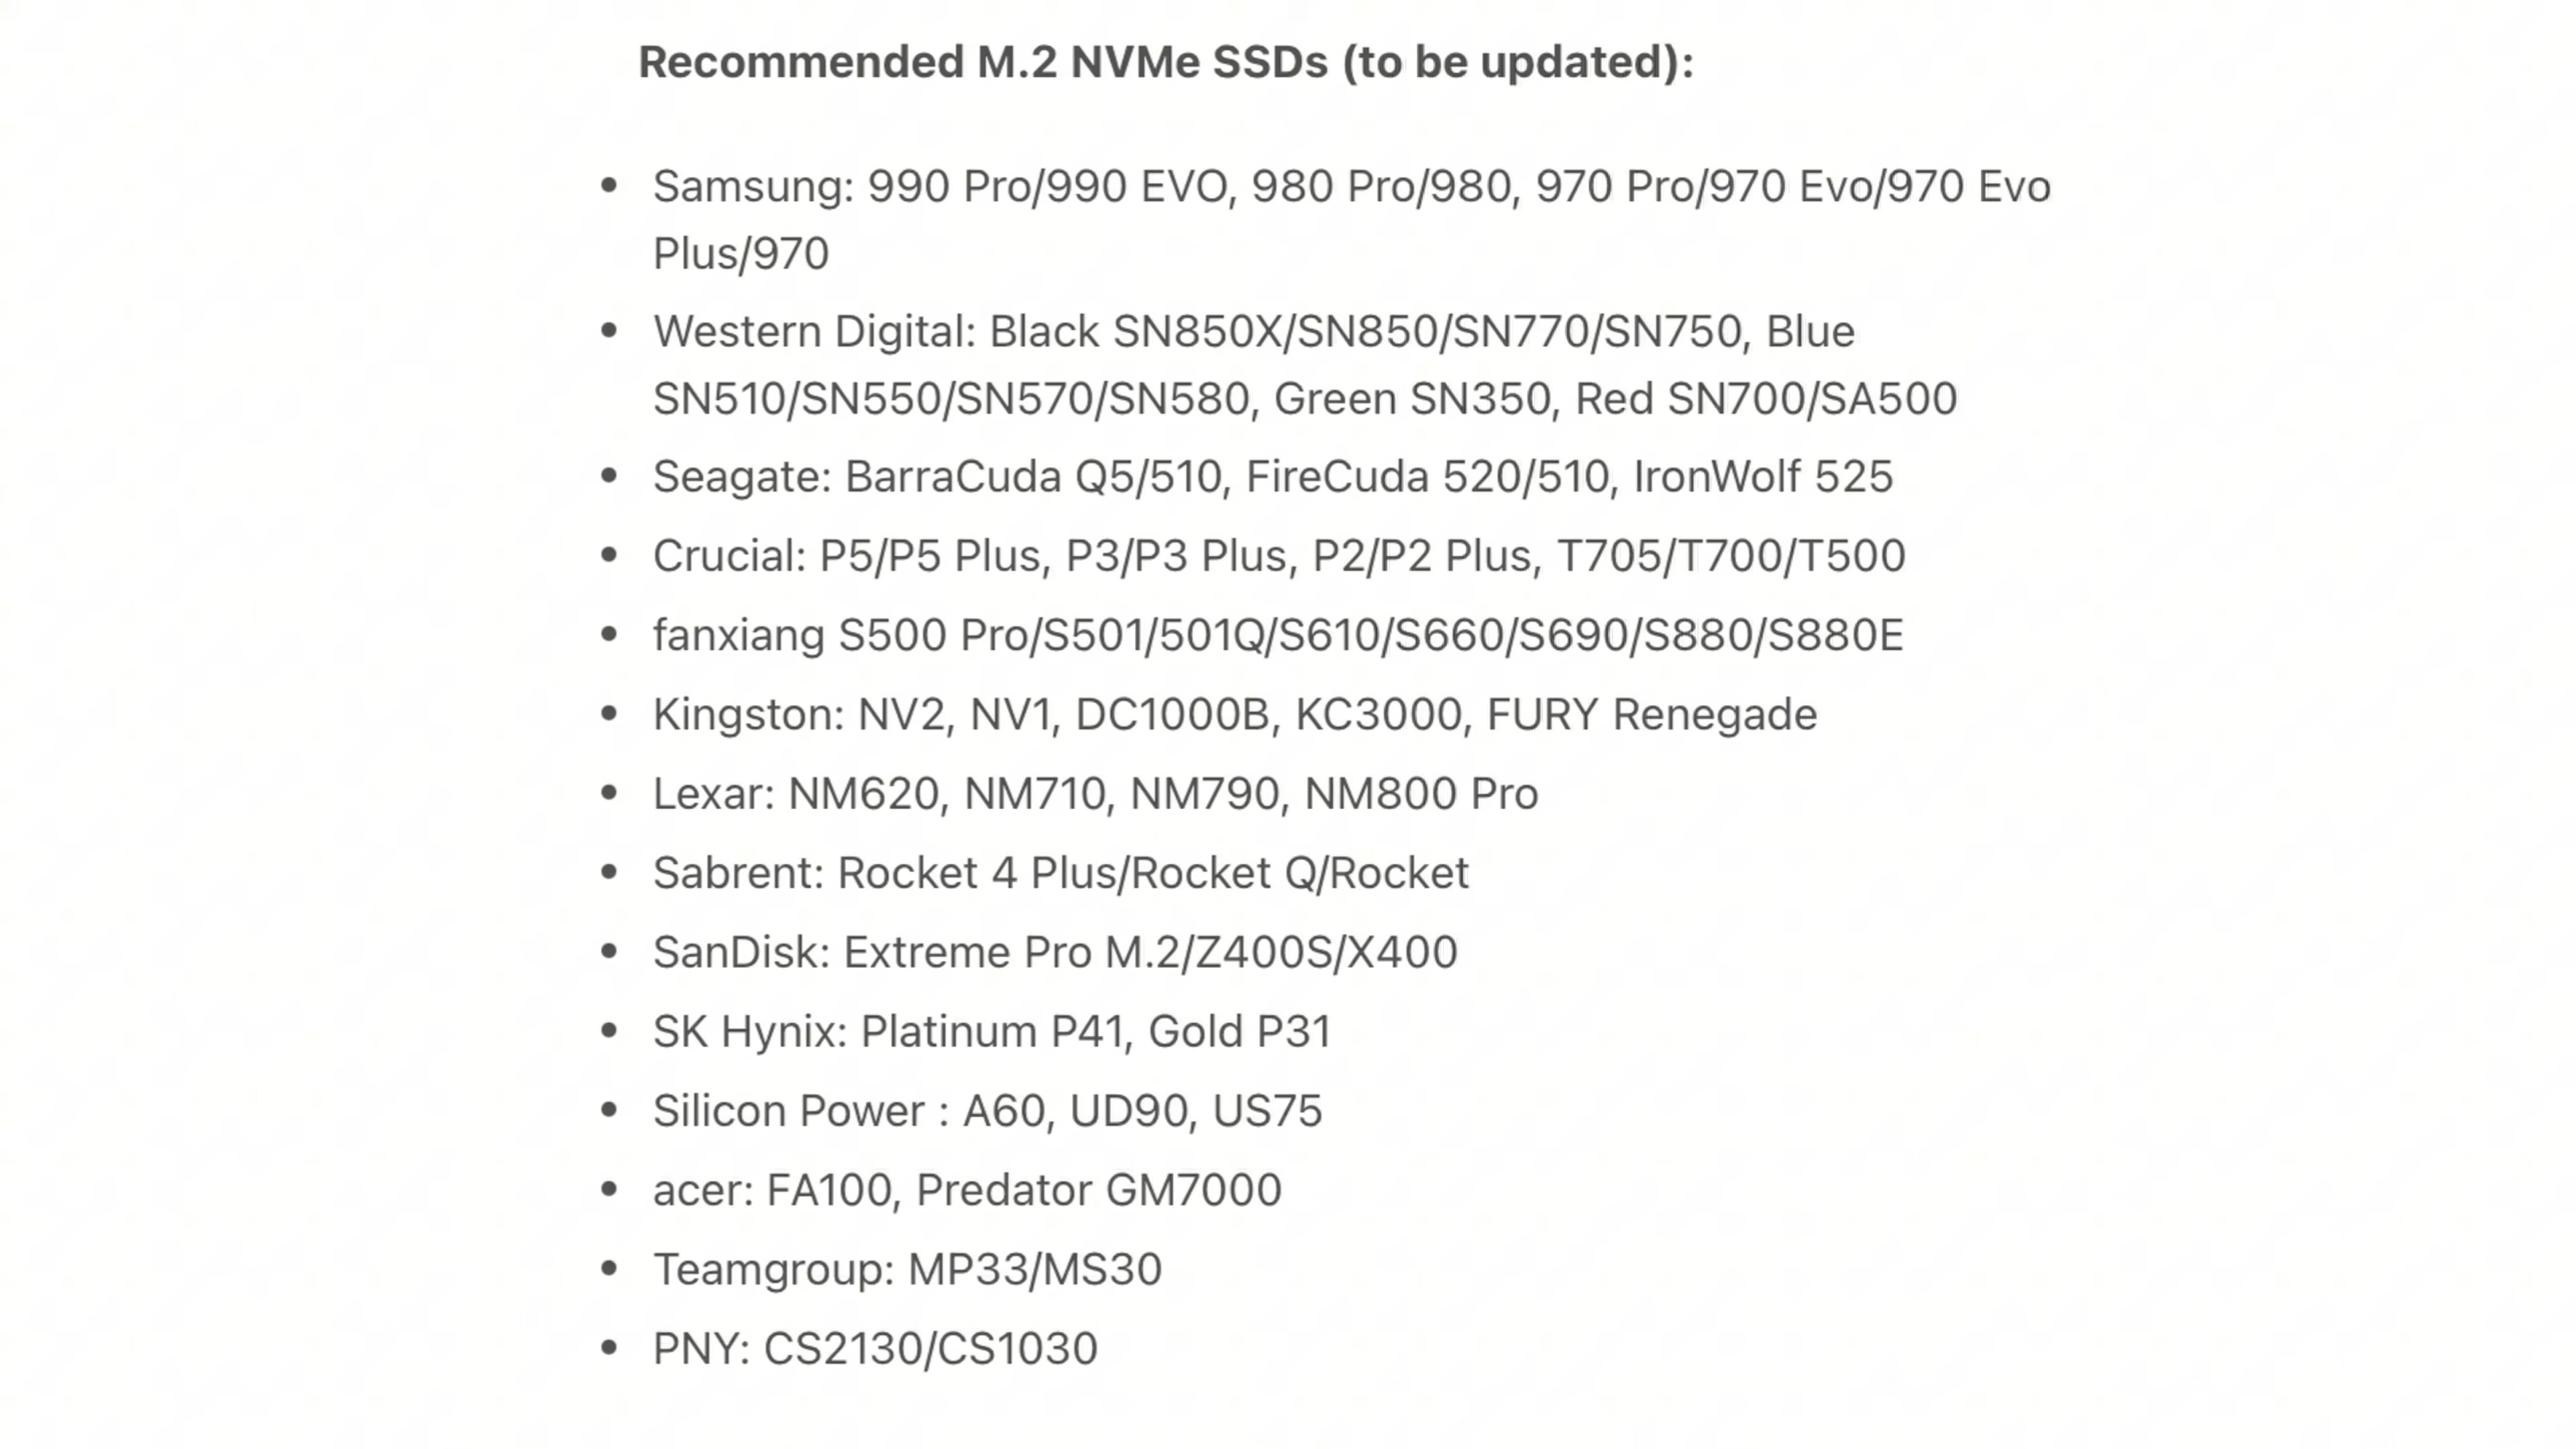 Recommended M.2 NVMe SSDs (to be updated):
• Samsung: 990 Pro/990 EVO, 980 Pro/980, 970 Pro/970 Evo/970 Evo
Plus/970
• Western Digital: Black SN850X/SN850/SN770/SN750, Blue
SN510/SN550/SN570/SN580, Green SN350, Red SN700/SA500
• Seagate: BarraCuda Q5/510, FireCuda 520/510, IronWolf 525
• Crucial: P5/P5 Plus, P3/P3 Plus, P2/P2 Plus, T705/T700/T500
• fanxiang S500 Pro/S501/501Q/S610/S660/S690/S880/S880E
• Kingston: NV2, NV1, DC1000B, KC3000, FURY Renegade
• Lexar: NM620, NM710, NM790, NM800 Pro
• Sabrent: Rocket 4 Plus/Rocket Q/Rocket
• SanDisk: Extreme Pro M.2/Z400S/X400
• SK Hynix: Platinum P41, Gold P31
• Silicon Power : A60, UD90, US75
• acer: FA100, Predator GM7000
• Teamgroup: MP33/MS30
• PNY: CS2130/CS1030